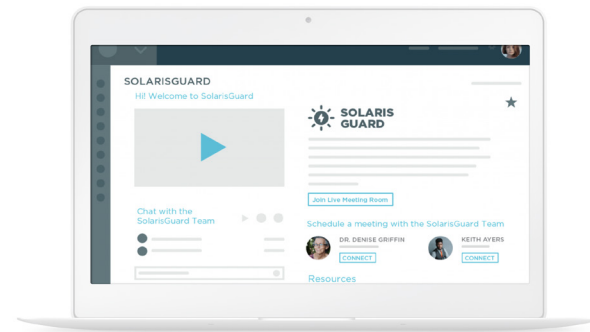 SOLARISGUARD
Hi! Welcome to SolarisGuard
SOLARIS
GUARD
Join Live Meeting Room
Chat with the
SolarisGuard Team
Schedule a meeting with the SolarisGuard Team
DR. DENISE GRIFFIN
CONNECT
KEITH AYERS
CONNECT
Resources